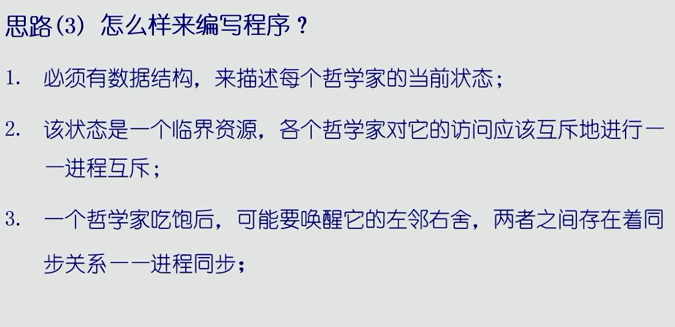 思路(3) 怎么样来编写程序？
1. 必须有数据结构，来描述每个哲学家的当前状态；
2. 该状态是一个临界资源，各个哲学家对它的访问应该互斥地进行—
—进程互斥；
3. 一个哲学家吃饱后，可能要唤醒它的左邻右舍，两者之间存在着同
步关系——进程同步；